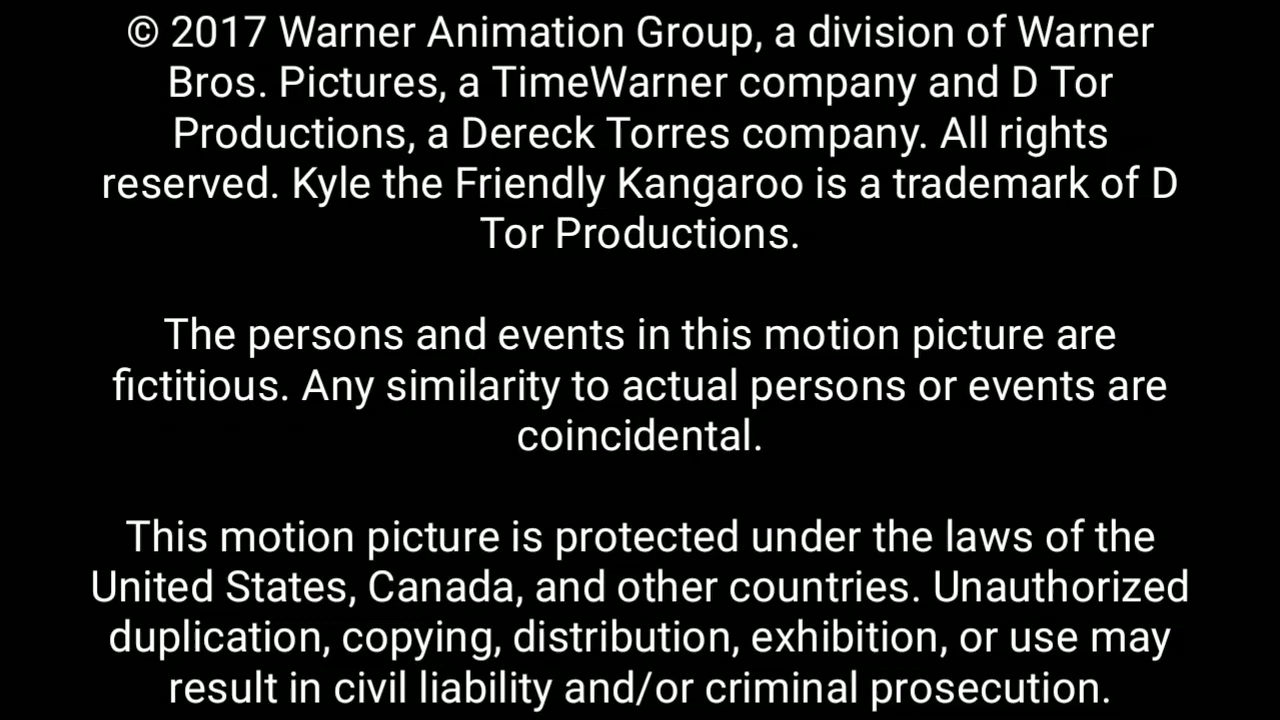 © 2017 Warner Animation Group, a division of Warner
Bros. Pictures, a TimeWarner company and D Tor
Productions, a Dereck Torres company. All rights
reserved. Kyle the Friendly Kangaroo is a trademark of D
Tor Productions.
The persons and events in this motion picture are
fictitious. Any similarity to actual persons or events are
coincidental.
This motion picture is protected under the laws of the
United States, Canada, and other countries. Unauthorized
duplication, copying, distribution, exhibition, or use may
result in civil liability and/or criminal prosecution.